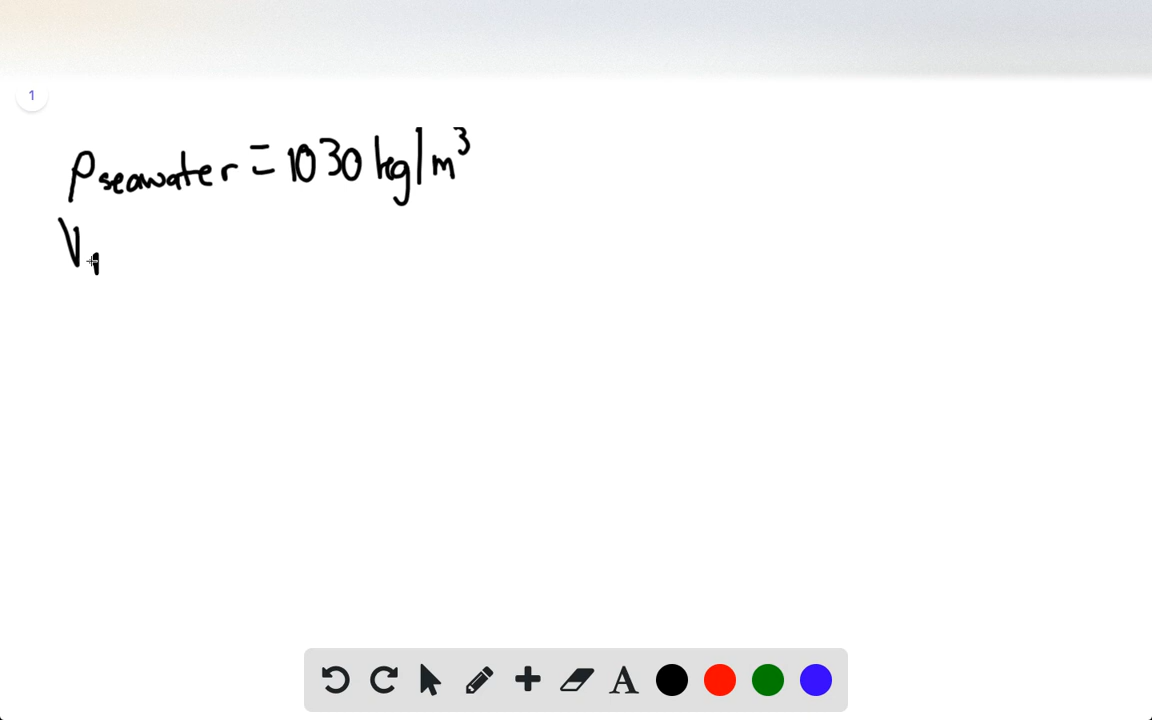 1
ρseawater = 1030 kg/m³
V
A